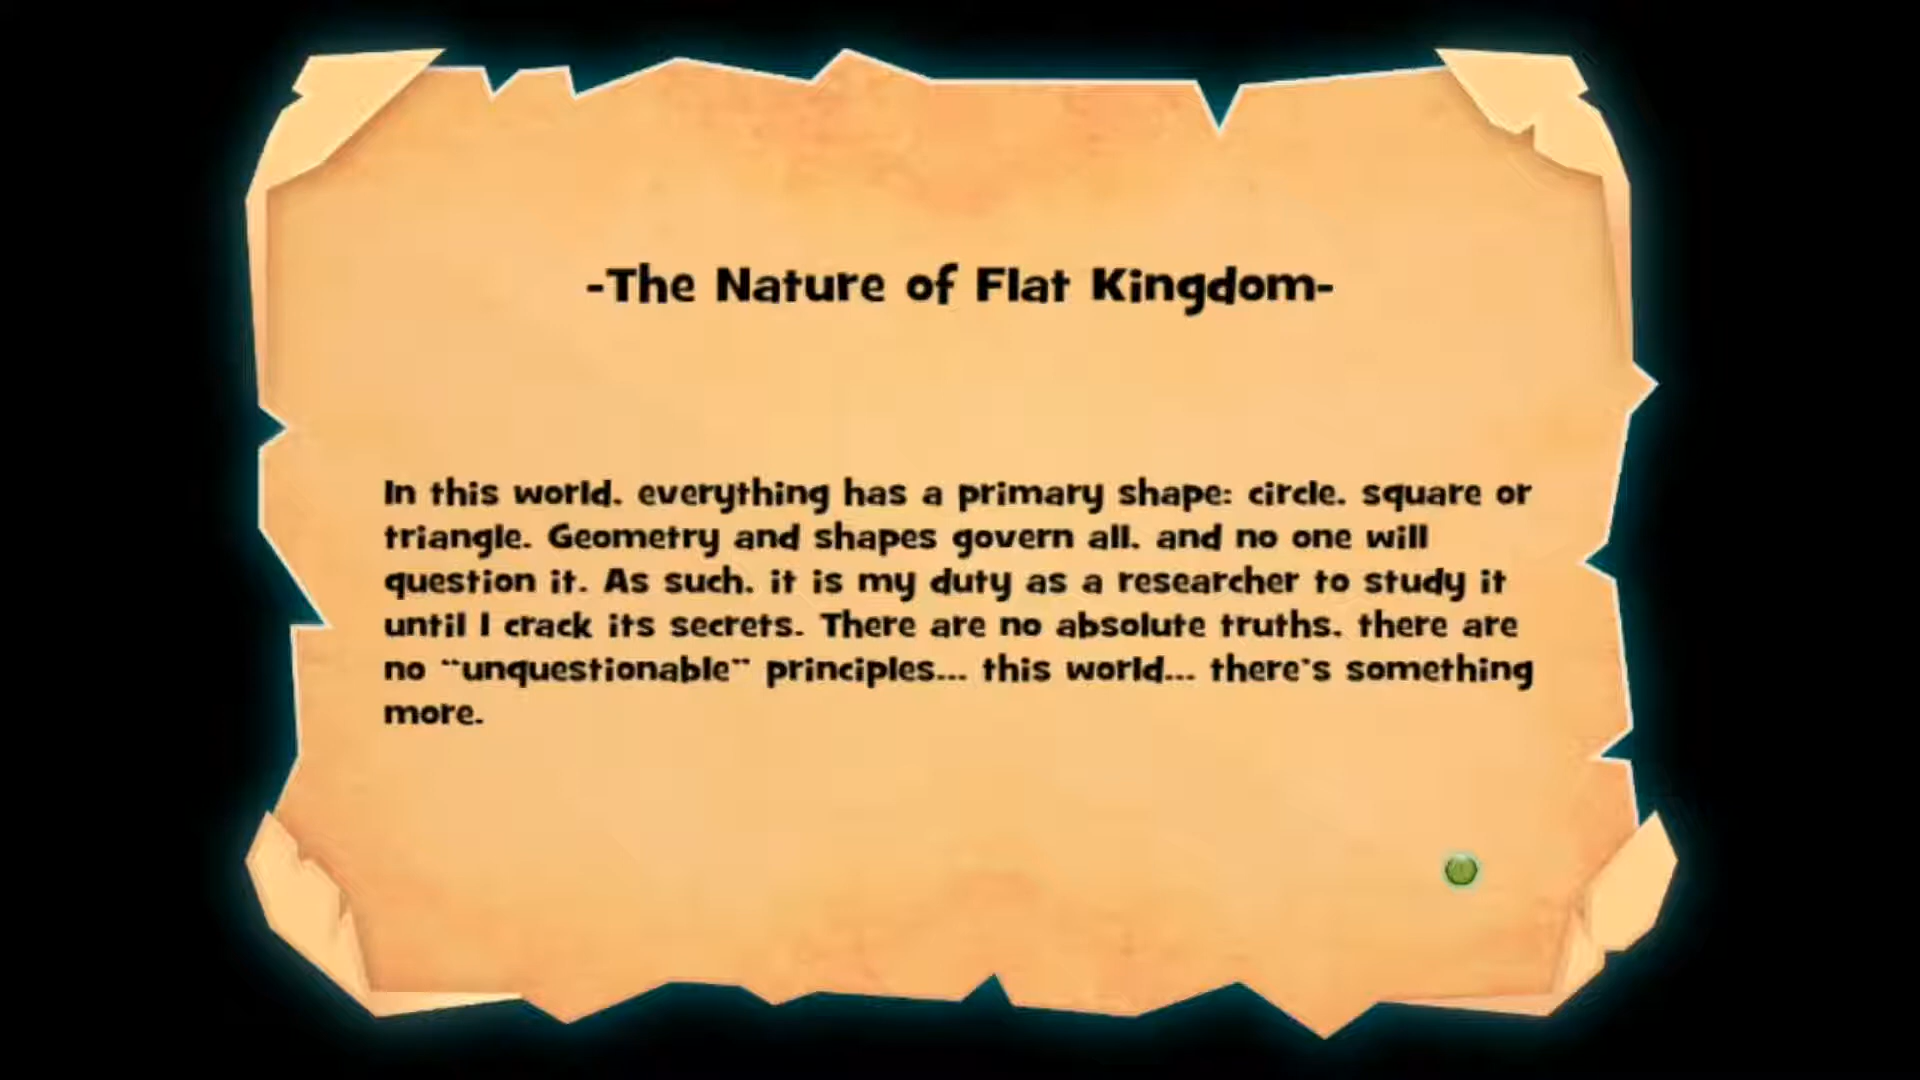 -The Nature of Flat Kingdom-
In this world, everything has a primary shape: circle, square or
triangle. Geometry and shapes govern all, and no one will
question it. As such, it is my duty as a researcher to study it
until I crack its secrets. There are no absolute truths, there are
no "unquestionable" principles... this world... there's something
more.